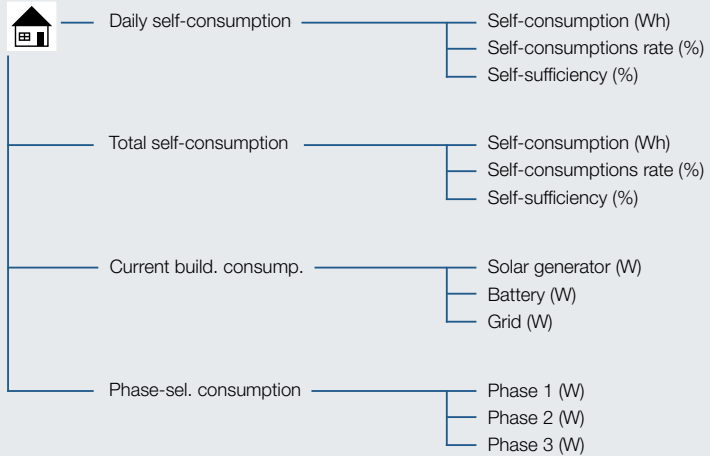 Daily self-consumption
Self-consumption (Wh)
Self-consumptions rate (%)
Self-sufficiency (%)
Total self-consumption
Self-consumption (Wh)
Self-consumptions rate (%)
Self-sufficiency (%)
Current build. consump.
Solar generator (W)
Battery (W)
Grid (W)
Phase-sel. consumption
Phase 1 (W)
Phase 2 (W)
Phase 3 (W)